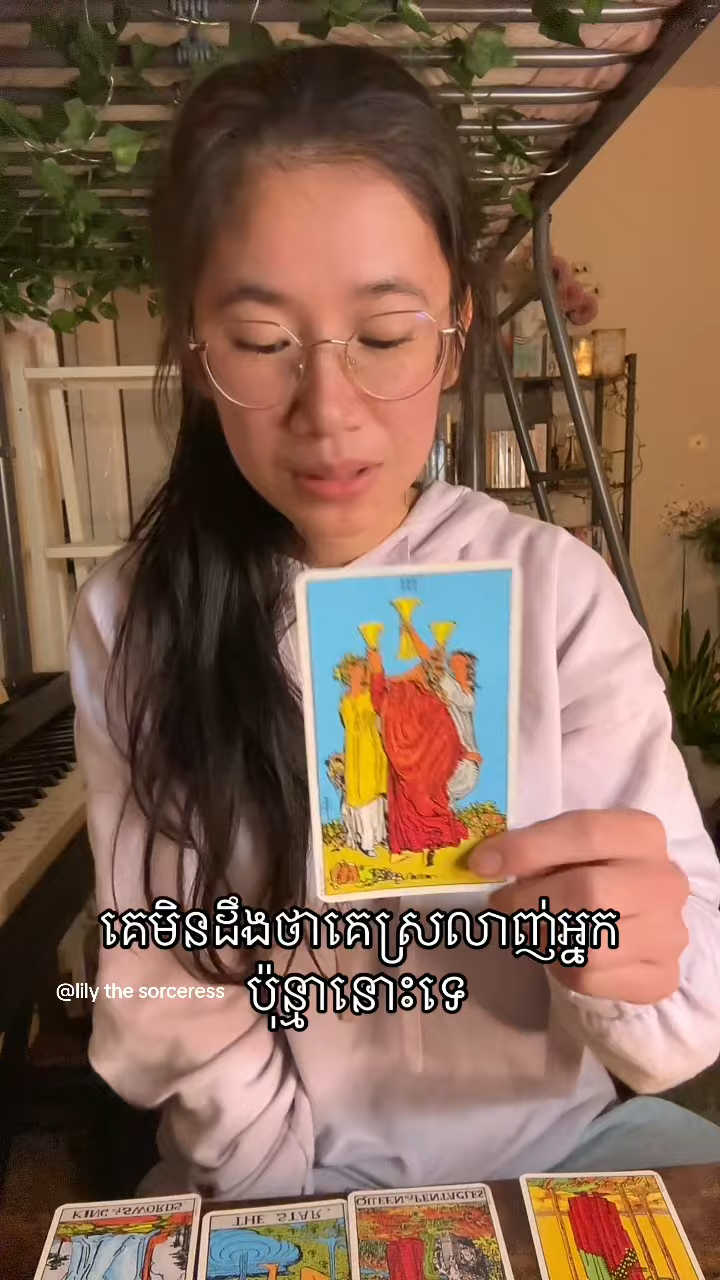 III
គេមិនដឹងថាគេស្រលាញ់អ្នក
ប៉ុន្មានោះទេ
@lily the sorceress
KING of SWORDS
THE STAR.
QUEEN of PENTACLES